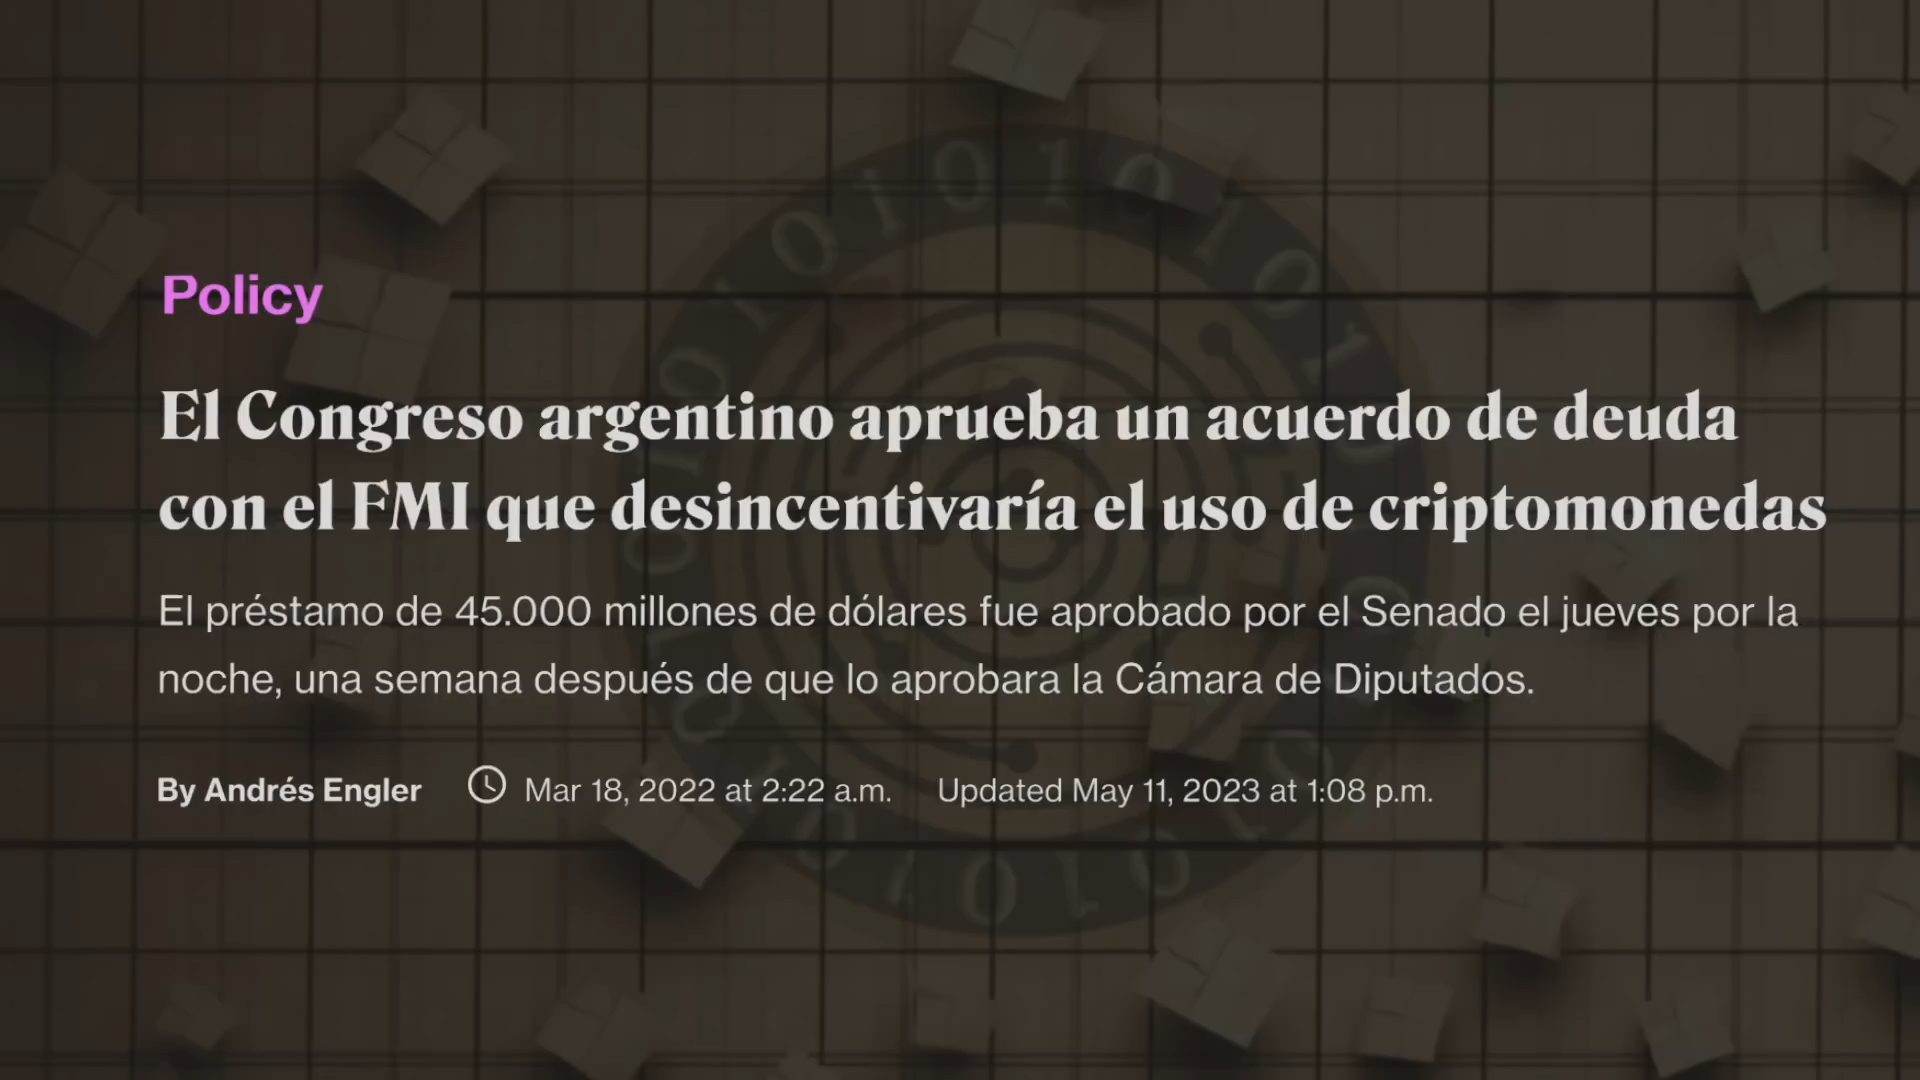 Policy
El Congreso argentino aprueba un acuerdo de deuda
con el FMI que desincentivaría el uso de criptomonedas
El préstamo de 45.000 millones de dólares fue aprobado por el Senado el jueves por la
noche, una semana después de que lo aprobara la Cámara de Diputados.
By Andrés Engler Mar 18, 2022 at 2:22 a.m. Updated May 11, 2023 at 1:08 p.m.